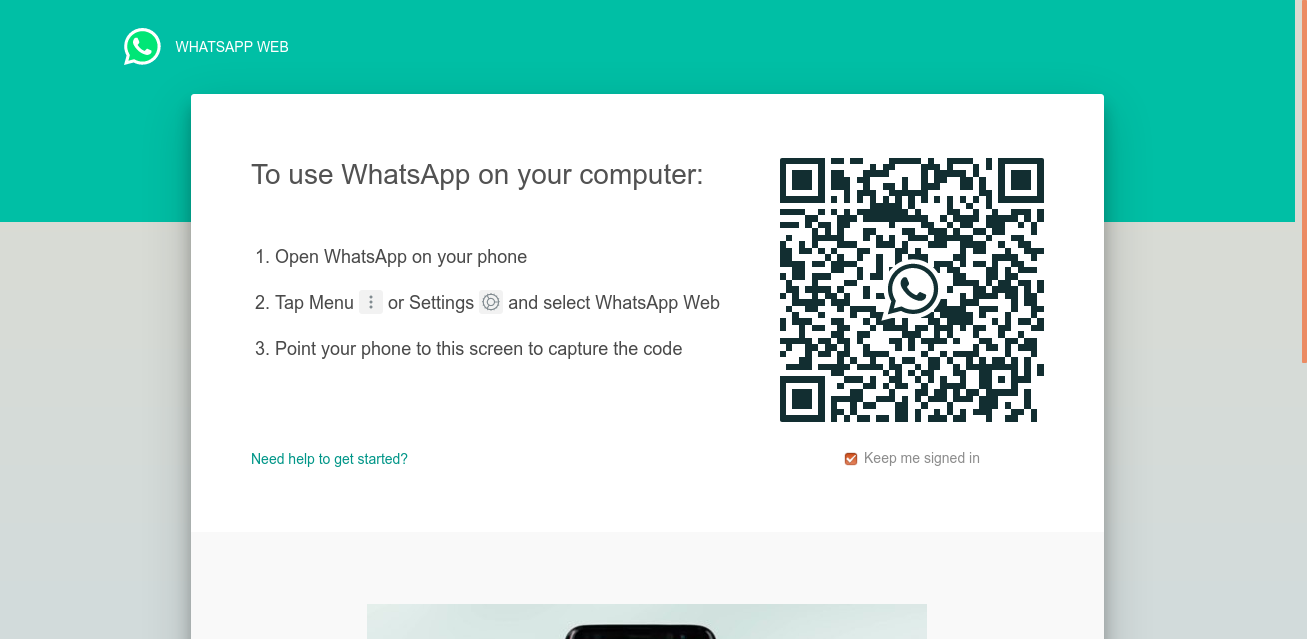 WHATSAPP WEB
To use WhatsApp on your computer:
1. Open WhatsApp on your phone
2. Tap Menu or Settings and select WhatsApp Web
3. Point your phone to this screen to capture the code
Need help to get started?
Keep me signed in